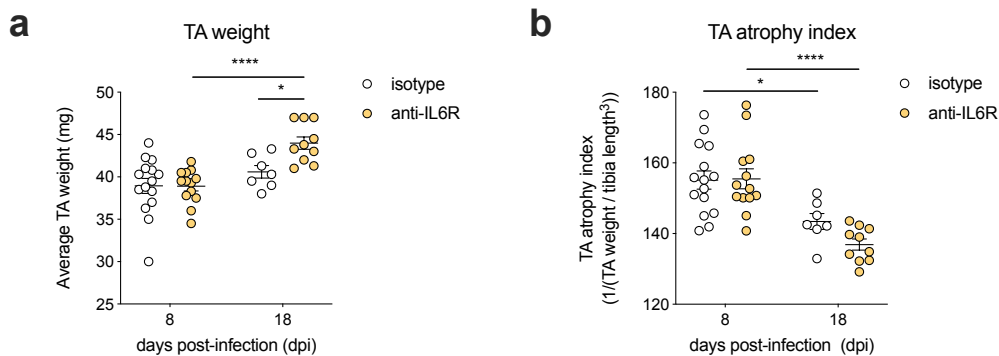 a
TA weight
****
*
isotype
anti-IL6R
Average TA weight (mg)
50
45
40
35
30
25
8
18
days post-infection (dpi)
b
TA atrophy index
****
*
isotype
anti-IL6R
TA atrophy index
(1/(TA weight / tibia length³))
180
160
140
120
8
18
days post-infection (dpi)